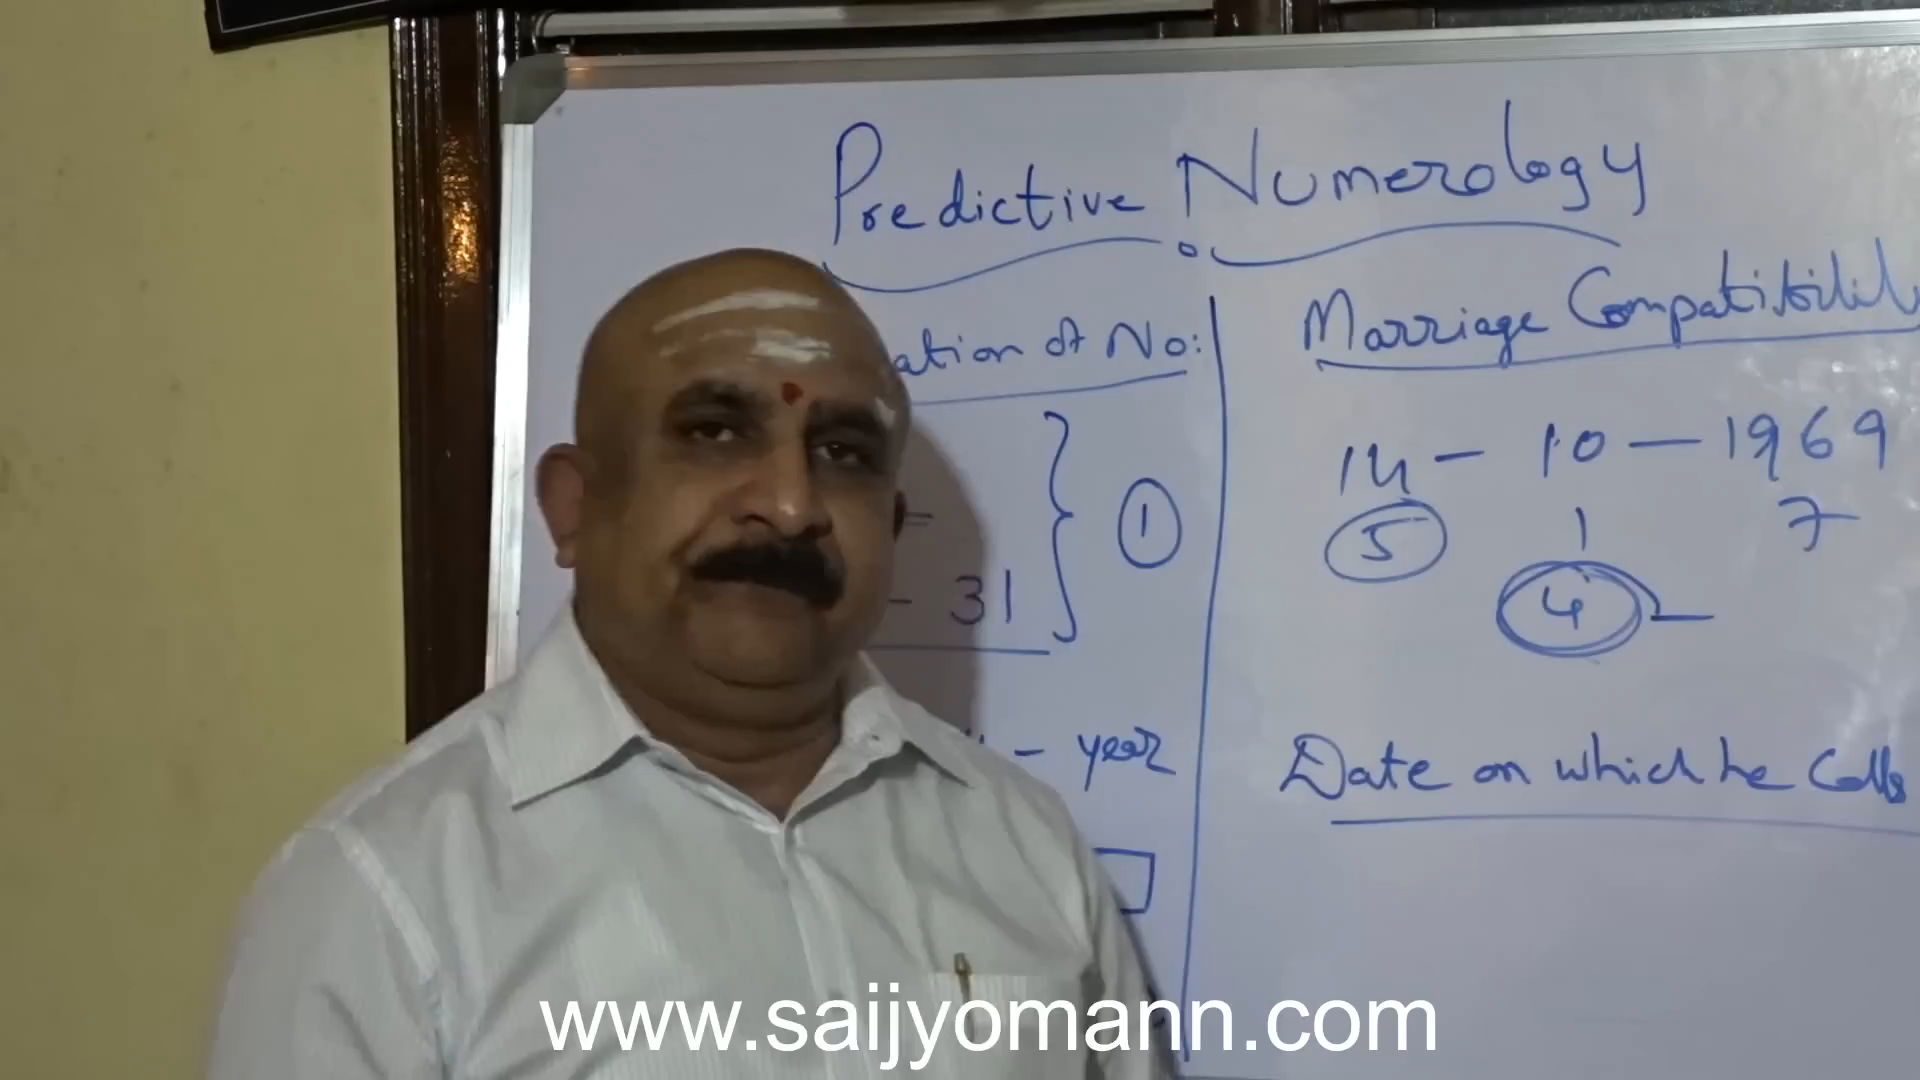 Predictive Numerology
ation of No:
=
- 31
1
- year
Marriage Compatibilit
14 - 10 - 1969
5 1 7
4
Date on which he Calls
www.saijyomann.com